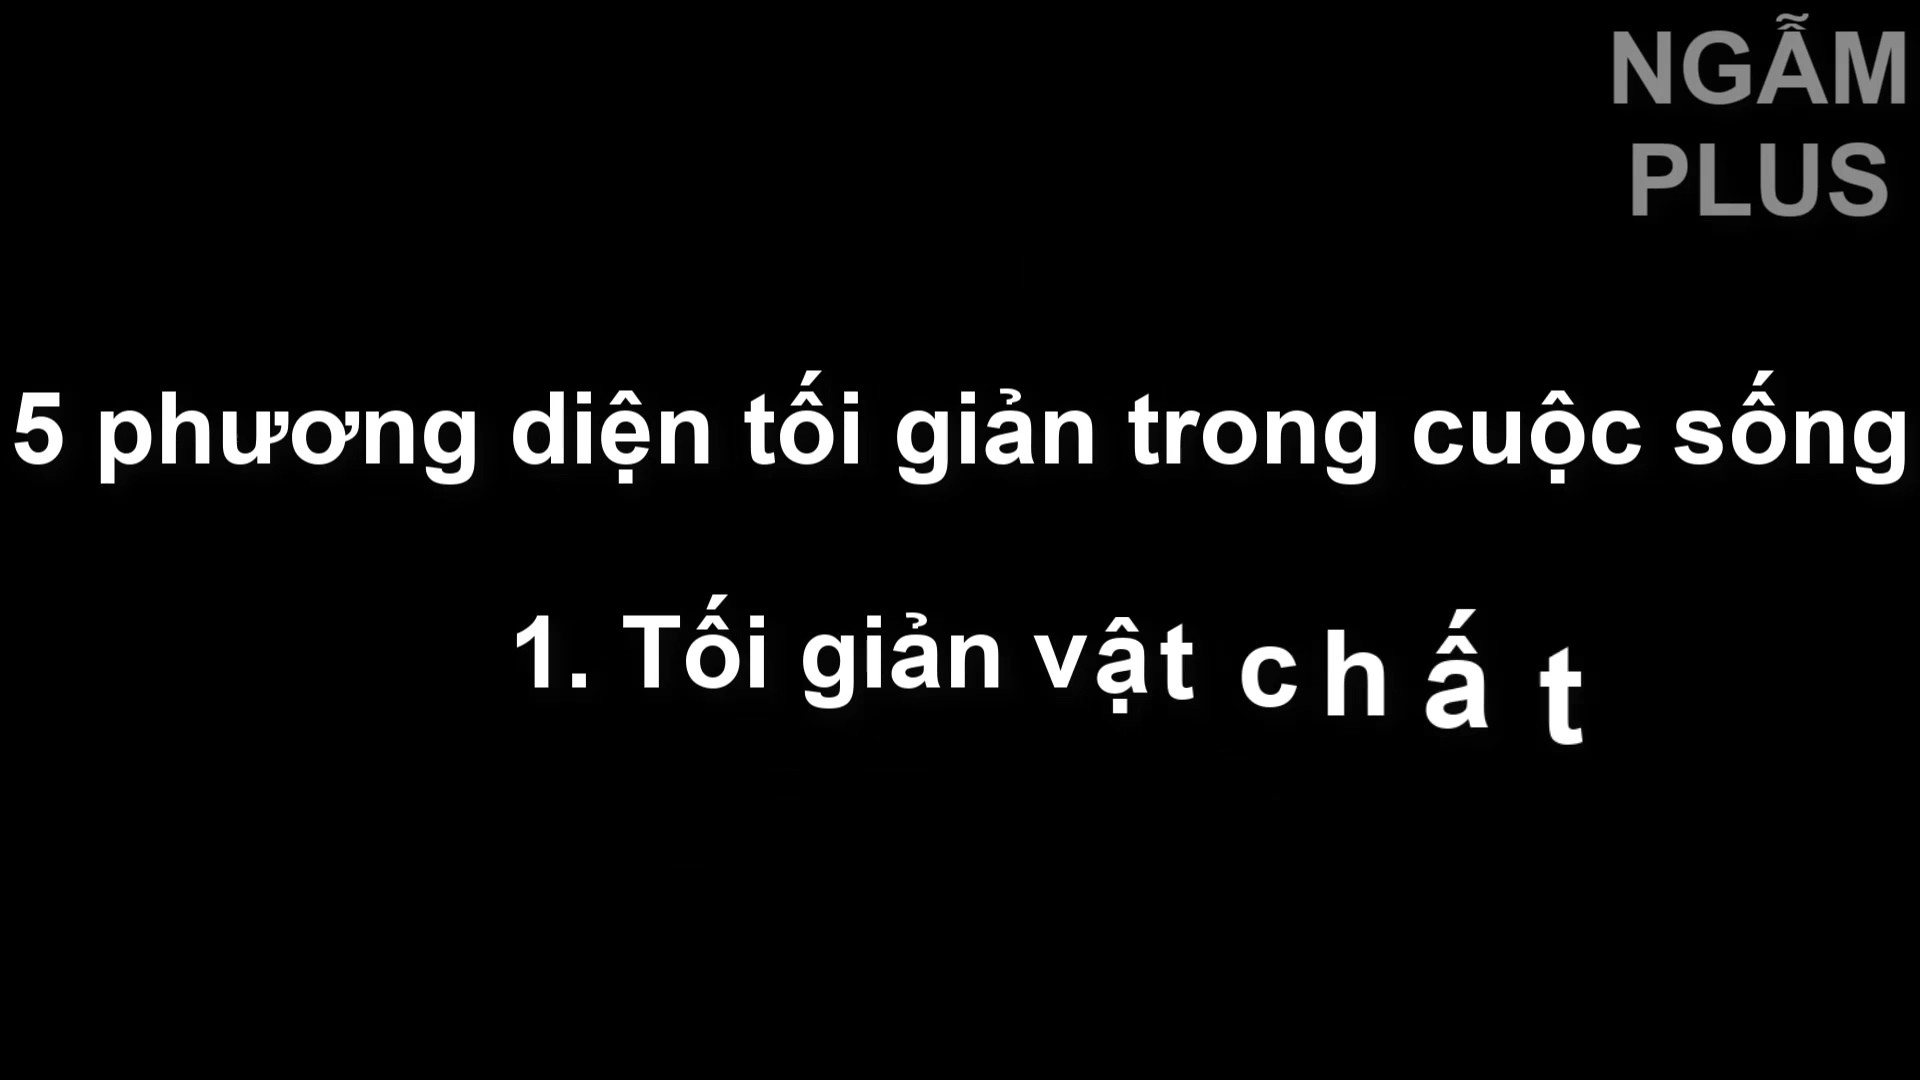 NGẪM
PLUS
5 phương diện tối giản trong cuộc sống
1. Tối giản vật chất